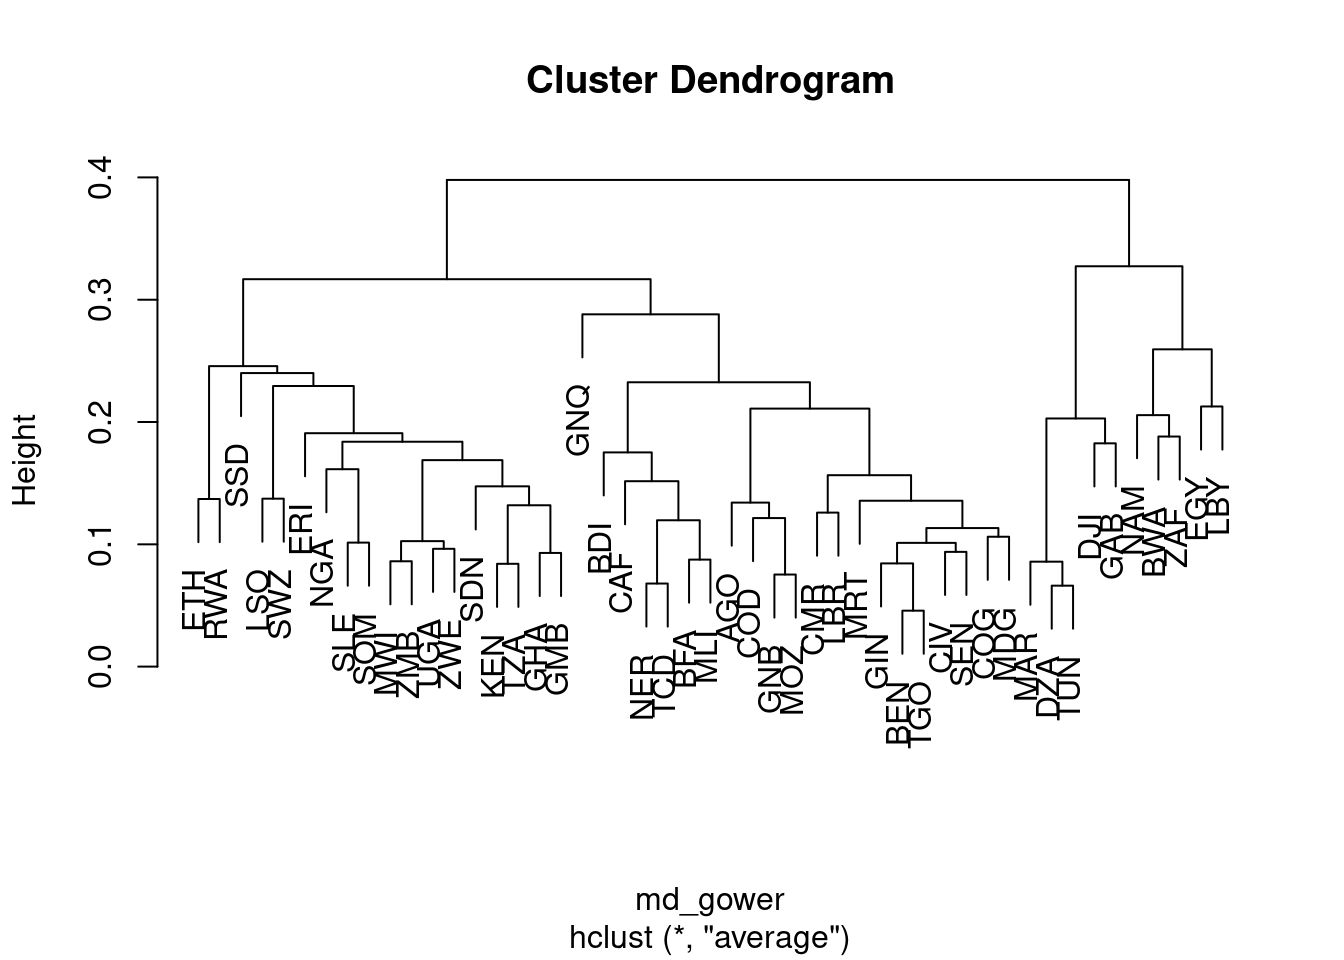 Cluster Dendrogram
Height
0.0
0.1
0.2
0.3
0.4
ETH
RWA
SSD
LSO
SWZ
ERI
NGA
SLE
SOM
MWI
ZMB
UGA
ZWE
SDN
KEN
TZA
GHA
GMB
GNQ
BDI
CAF
NER
TCD
BFA
MLI
AGO
COD
GNB
MOZ
CMR
LBR
MRT
GIN
BEN
TGO
CIV
SEN
COG
MDG
MAR
DZA
TUN
DJI
GAB
NAM
BWA
ZAF
EGY
LBY
md_gower
hclust (*, "average")